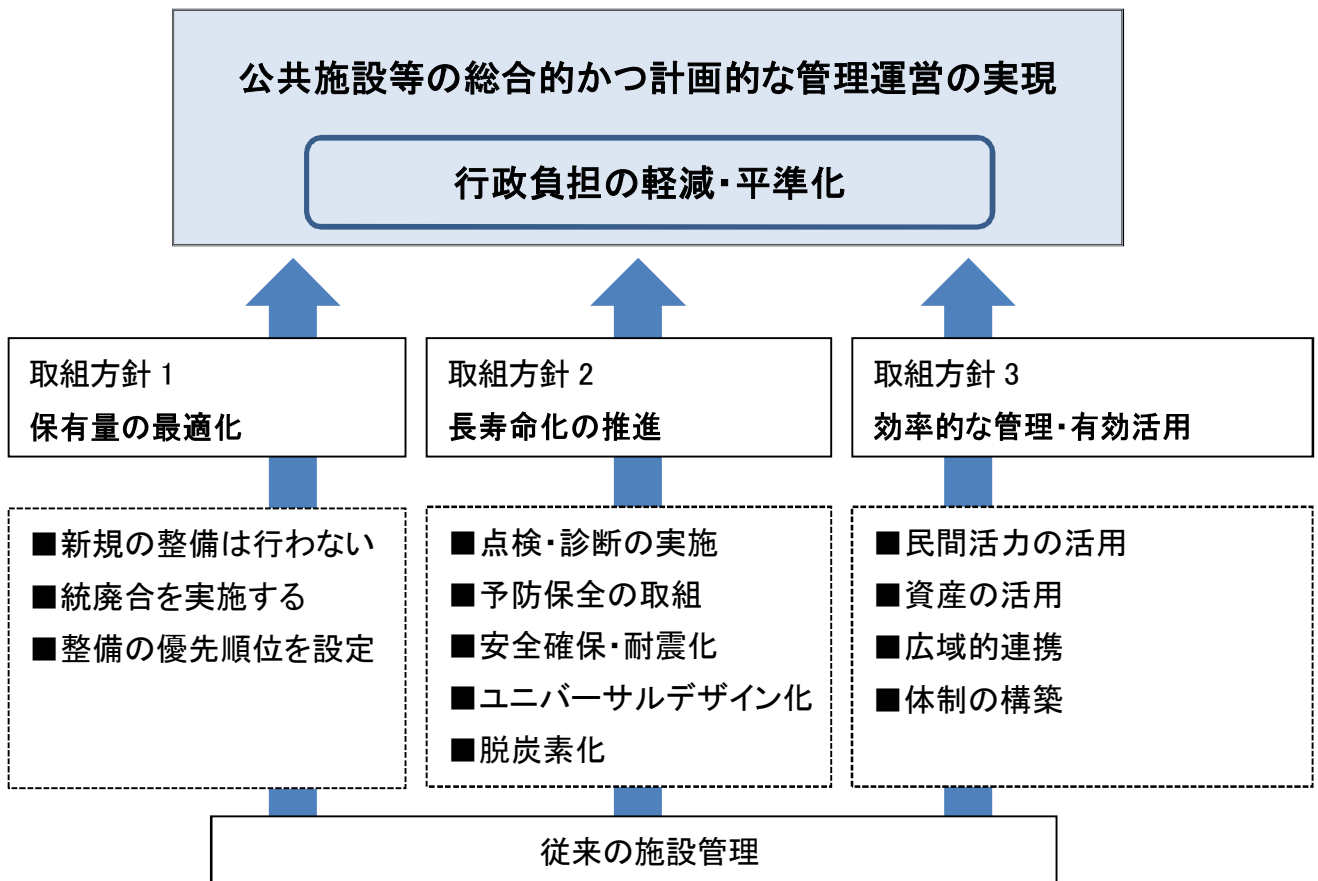 公共施設等の総合的かつ計画的な管理運営の実現
行政負担の軽減・平準化
取組方針 1
保有量の最適化
■新規の整備は行わない
■統廃合を実施する
■整備の優先順位を設定
取組方針 2
長寿命化の推進
■点検・診断の実施
■予防保全の取組
■安全確保・耐震化
■ユニバーサルデザイン化
■脱炭素化
取組方針 3
効率的な管理・有効活用
■民間活力の活用
■資産の活用
■広域的連携
■体制の構築
従来の施設管理